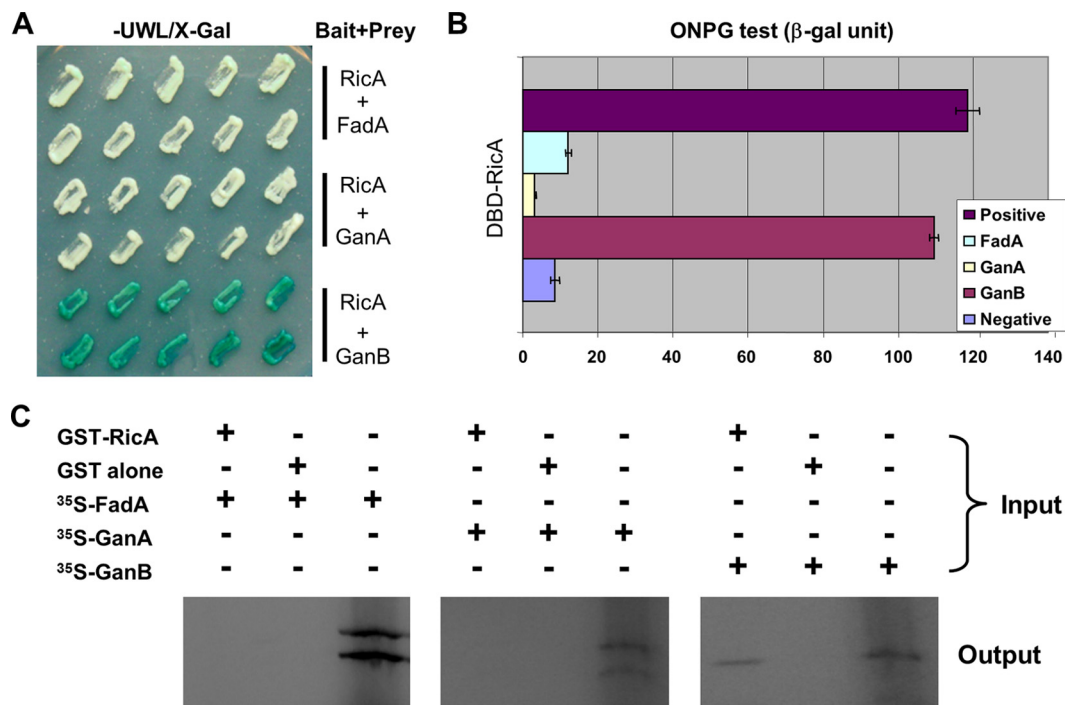 A
-UWL/X-Gal
Bait+Prey
RicA
+
FadA
RicA
+
GanA
RicA
+
GanB
B
ONPG test (β-gal unit)
DBD-RicA
Positive
FadA
GanA
GanB
Negative
0 20 40 60 80 100 120 140
C
GST-RicA + - - + - - + - -
GST alone - + - - + - - + -
³⁵S-FadA + + + - - - - - -
³⁵S-GanA - - - + + + - - -
³⁵S-GanB - - - - - - + + +
Input
Output